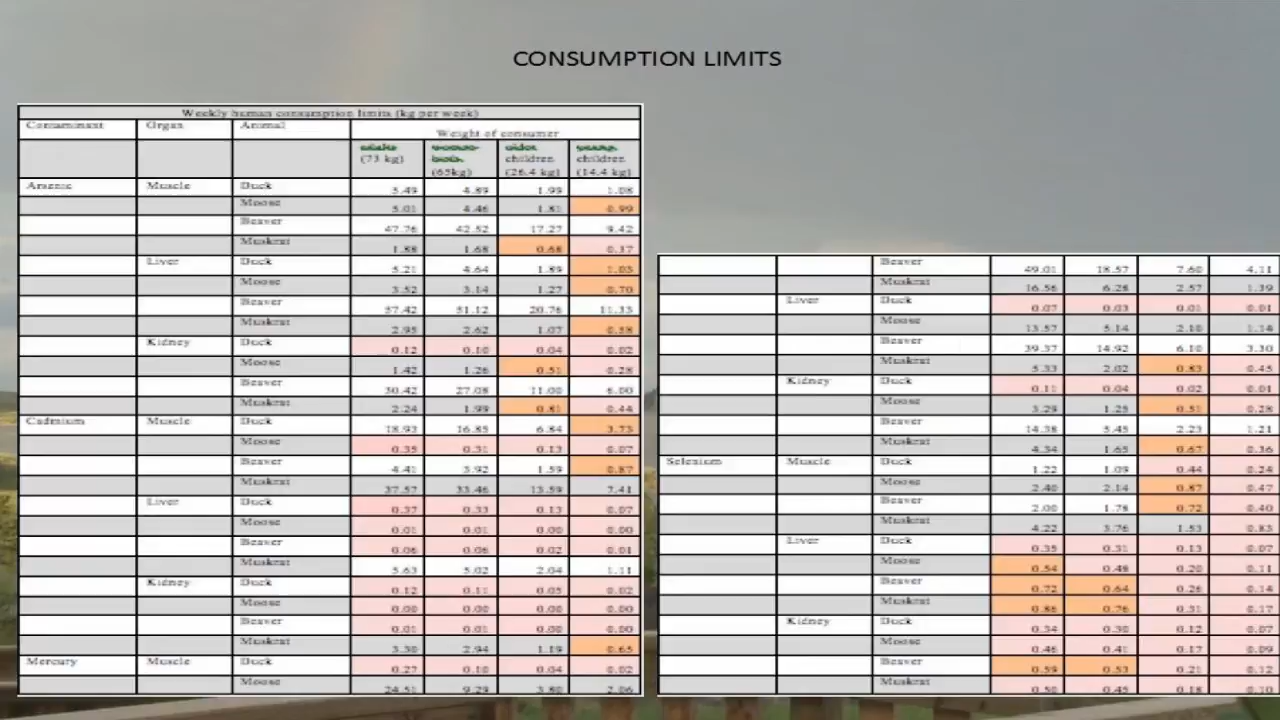 CONSUMPTION LIMITS
Weekly human consumption limits (kg per week)
Contaminant Organ Animal Weight of consumer
adults (73 kg) (65kg) older children (26.4 kg) young children (14.4 kg)
Arsenic Muscle Duck 5.49 4.89 1.99 1.08
Moose 5.01 4.46 1.81 0.99
Beaver 47.76 42.52 17.27 9.42
Muskrat 1.88 1.68 0.68 0.37
Liver Duck 5.21 4.64 1.89 1.03
Moose 3.52 3.14 1.27 0.70
Beaver 57.42 51.12 20.76 11.33
Muskrat 2.95 2.62 1.07 0.58
Kidney Duck 0.12 0.10 0.04 0.02
Moose 1.42 1.26 0.51 0.28
Beaver 30.42 27.08 11.00 6.00
Muskrat 2.24 1.99 0.81 0.44
Cadmium Muscle Duck 18.93 16.85 6.84 3.73
Moose 0.35 0.31 0.13 0.07
Beaver 4.41 3.92 1.59 0.87
Muskrat 37.57 33.46 13.59 7.41
Liver Duck 0.37 0.33 0.13 0.07
Moose 0.01 0.01 0.00 0.00
Beaver 0.06 0.06 0.02 0.01
Muskrat 5.63 5.02 2.04 1.11
Kidney Duck 0.12 0.11 0.05 0.02
Moose 0.00 0.00 0.00 0.00
Beaver 0.01 0.01 0.00 0.00
Muskrat 3.30 2.94 1.19 0.65
Mercury Muscle Duck 0.27 0.10 0.04 0.02
Moose 24.51 9.29 3.80 2.06
Beaver 49.01 18.57 7.60 4.11
Muskrat 16.56 6.28 2.57 1.39
Liver Duck 0.07 0.03 0.01 0.01
Moose 13.57 5.14 2.10 1.14
Beaver 39.37 14.92 6.10 3.30
Muskrat 5.33 2.02 0.83 0.45
Kidney Duck 0.11 0.04 0.02 0.01
Moose 3.29 1.25 0.51 0.28
Beaver 14.38 5.45 2.23 1.21
Muskrat 4.34 1.65 0.67 0.36
Selenium Muscle Duck 1.22 1.09 0.44 0.24
Moose 2.40 2.14 0.87 0.47
Beaver 2.00 1.78 0.72 0.40
Muskrat 4.22 3.76 1.53 0.83
Liver Duck 0.35 0.31 0.13 0.07
Moose 0.54 0.48 0.20 0.11
Beaver 0.72 0.64 0.26 0.14
Muskrat 0.86 0.76 0.31 0.17
Kidney Duck 0.34 0.30 0.12 0.07
Moose 0.46 0.41 0.17 0.09
Beaver 0.59 0.53 0.21 0.12
Muskrat 0.50 0.45 0.18 0.10